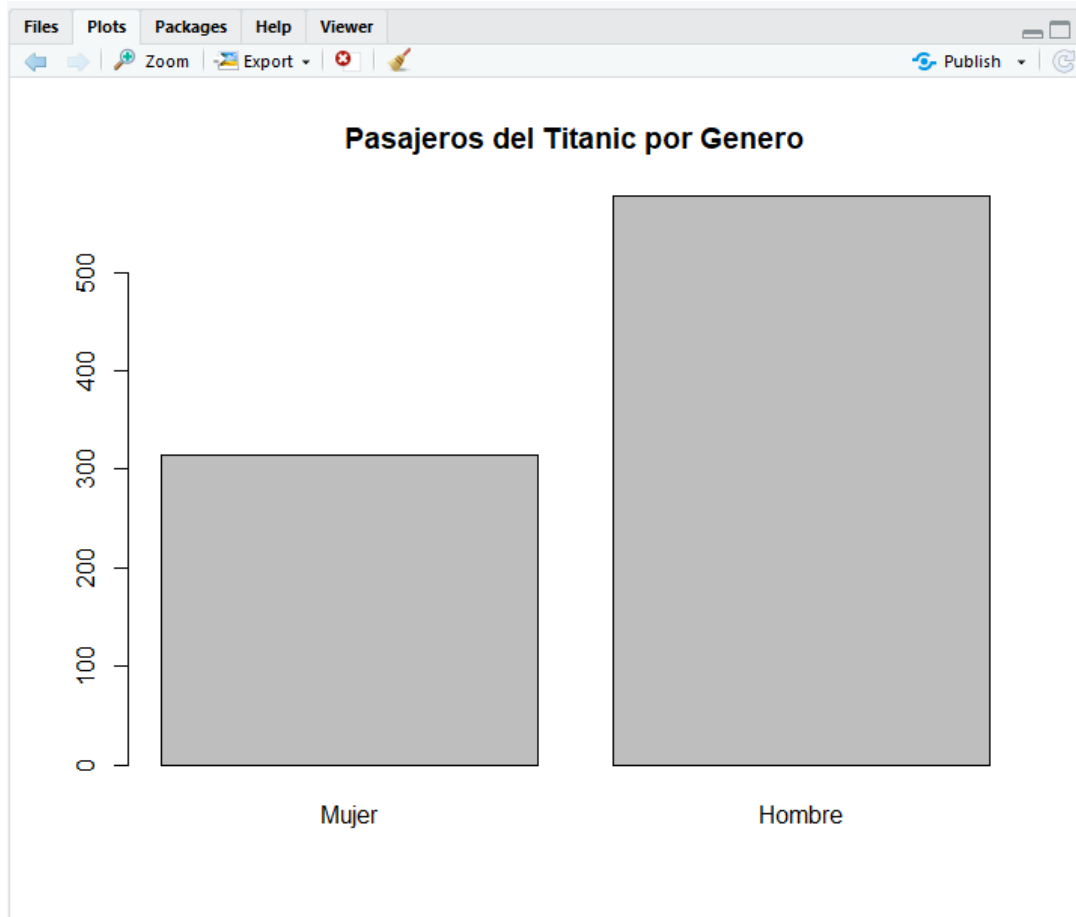 Files Plots Packages Help Viewer
Zoom Export Publish
Pasajeros del Titanic por Genero
500
400
300
200
100
0
Mujer Hombre